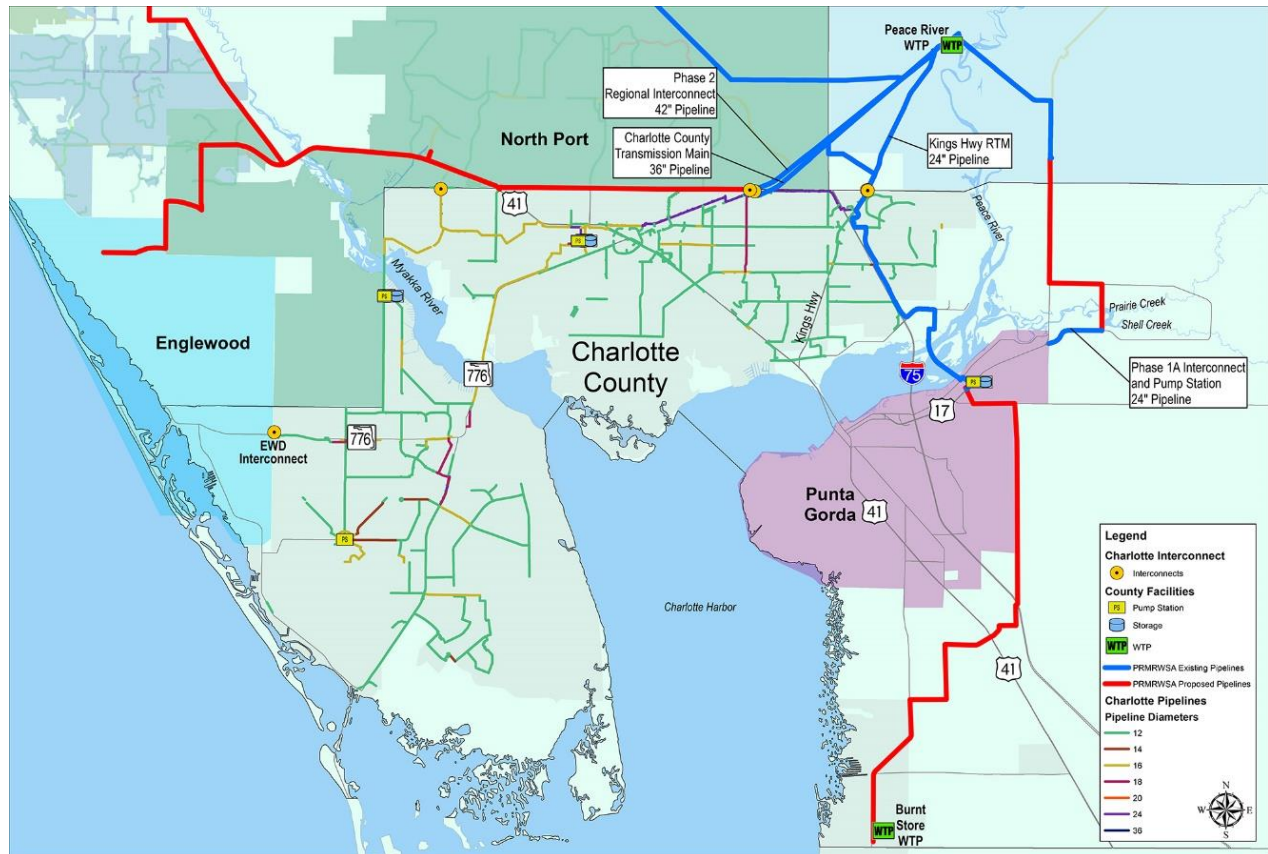 Peace River
WTP
WTP
Phase 2
Regional Interconnect
42" Pipeline
North Port
Charlotte County
Transmission Main
36" Pipeline
Kings Hwy RTM
24" Pipeline
41
Peace River
PS
Myakka River
PS
Kings Hwy
Prairie Creek
Shell Creek
Englewood
Charlotte
County
776
75
Phase 1A Interconnect
and Pump Station
24" Pipeline
PS
17
776
EWD
Interconnect
Punta
Gorda
41
PS
Charlotte Harbor
41
Burnt
Store
WTP
WTP
Legend
Charlotte Interconnect
Interconnects
County Facilities
PS
Pump Station
Storage
WTP
WTP
PRMRWSA Existing Pipelines
PRMRWSA Proposed Pipelines
Charlotte Pipelines
Pipeline Diameters
12
14
16
18
20
24
36
N
W
E
S